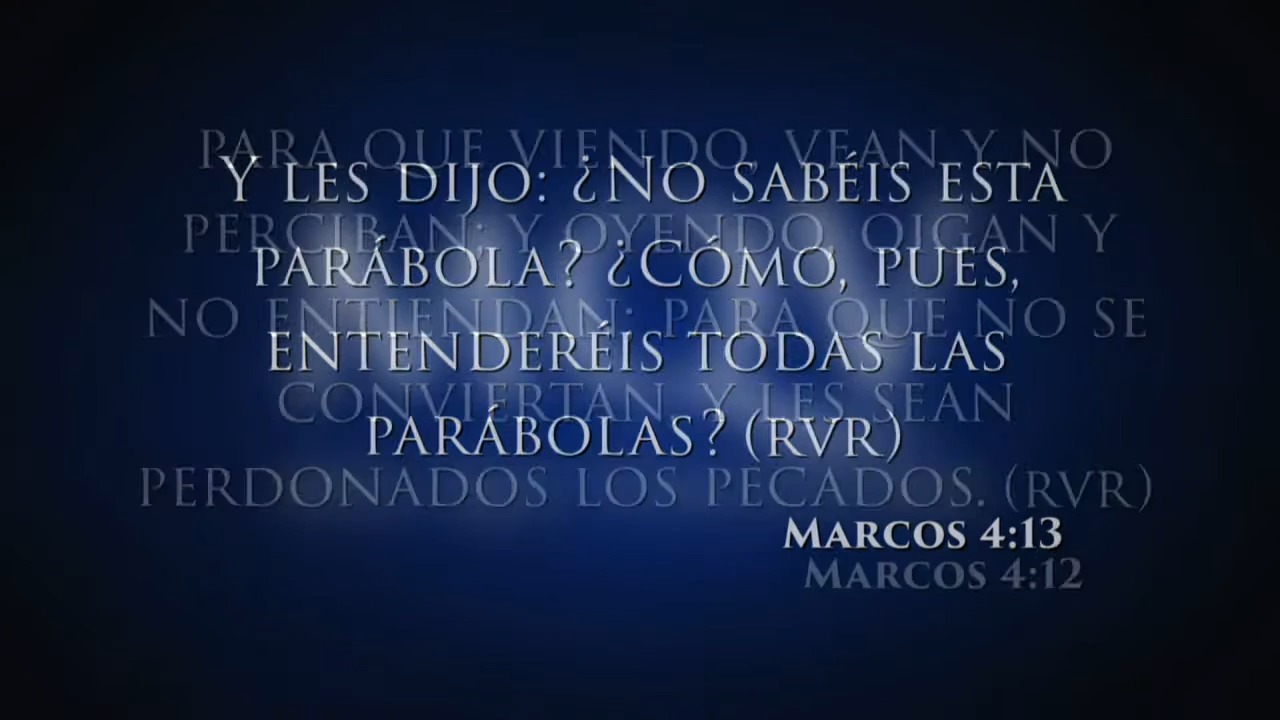 Y les dijo: ¿No sabéis esta
parábola? ¿Cómo, pues,
entenderéis todas las
parábolas? (RVR)
Marcos 4:13
para que viendo, vean y no
perciban; y oyendo, oigan y
no entiendan; para que no se
conviertan, y les sean
perdonados los pecados. (RVR)
Marcos 4:12